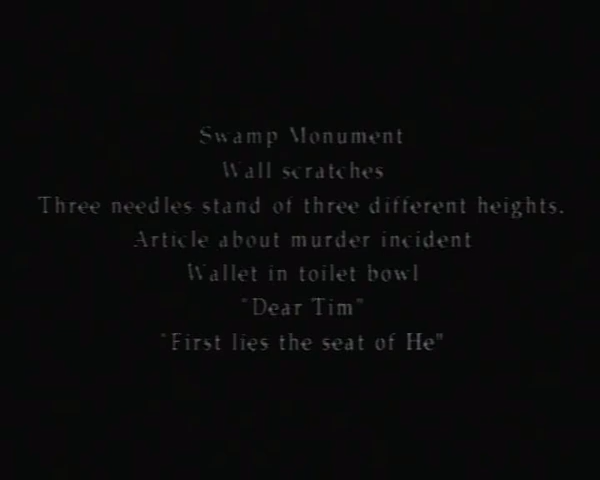 Swamp Monument
Wall scratches
Three needles stand of three different heights.
Article about murder incident
Wallet in toilet bowl
"Dear Tim"
"First lies the seat of He"